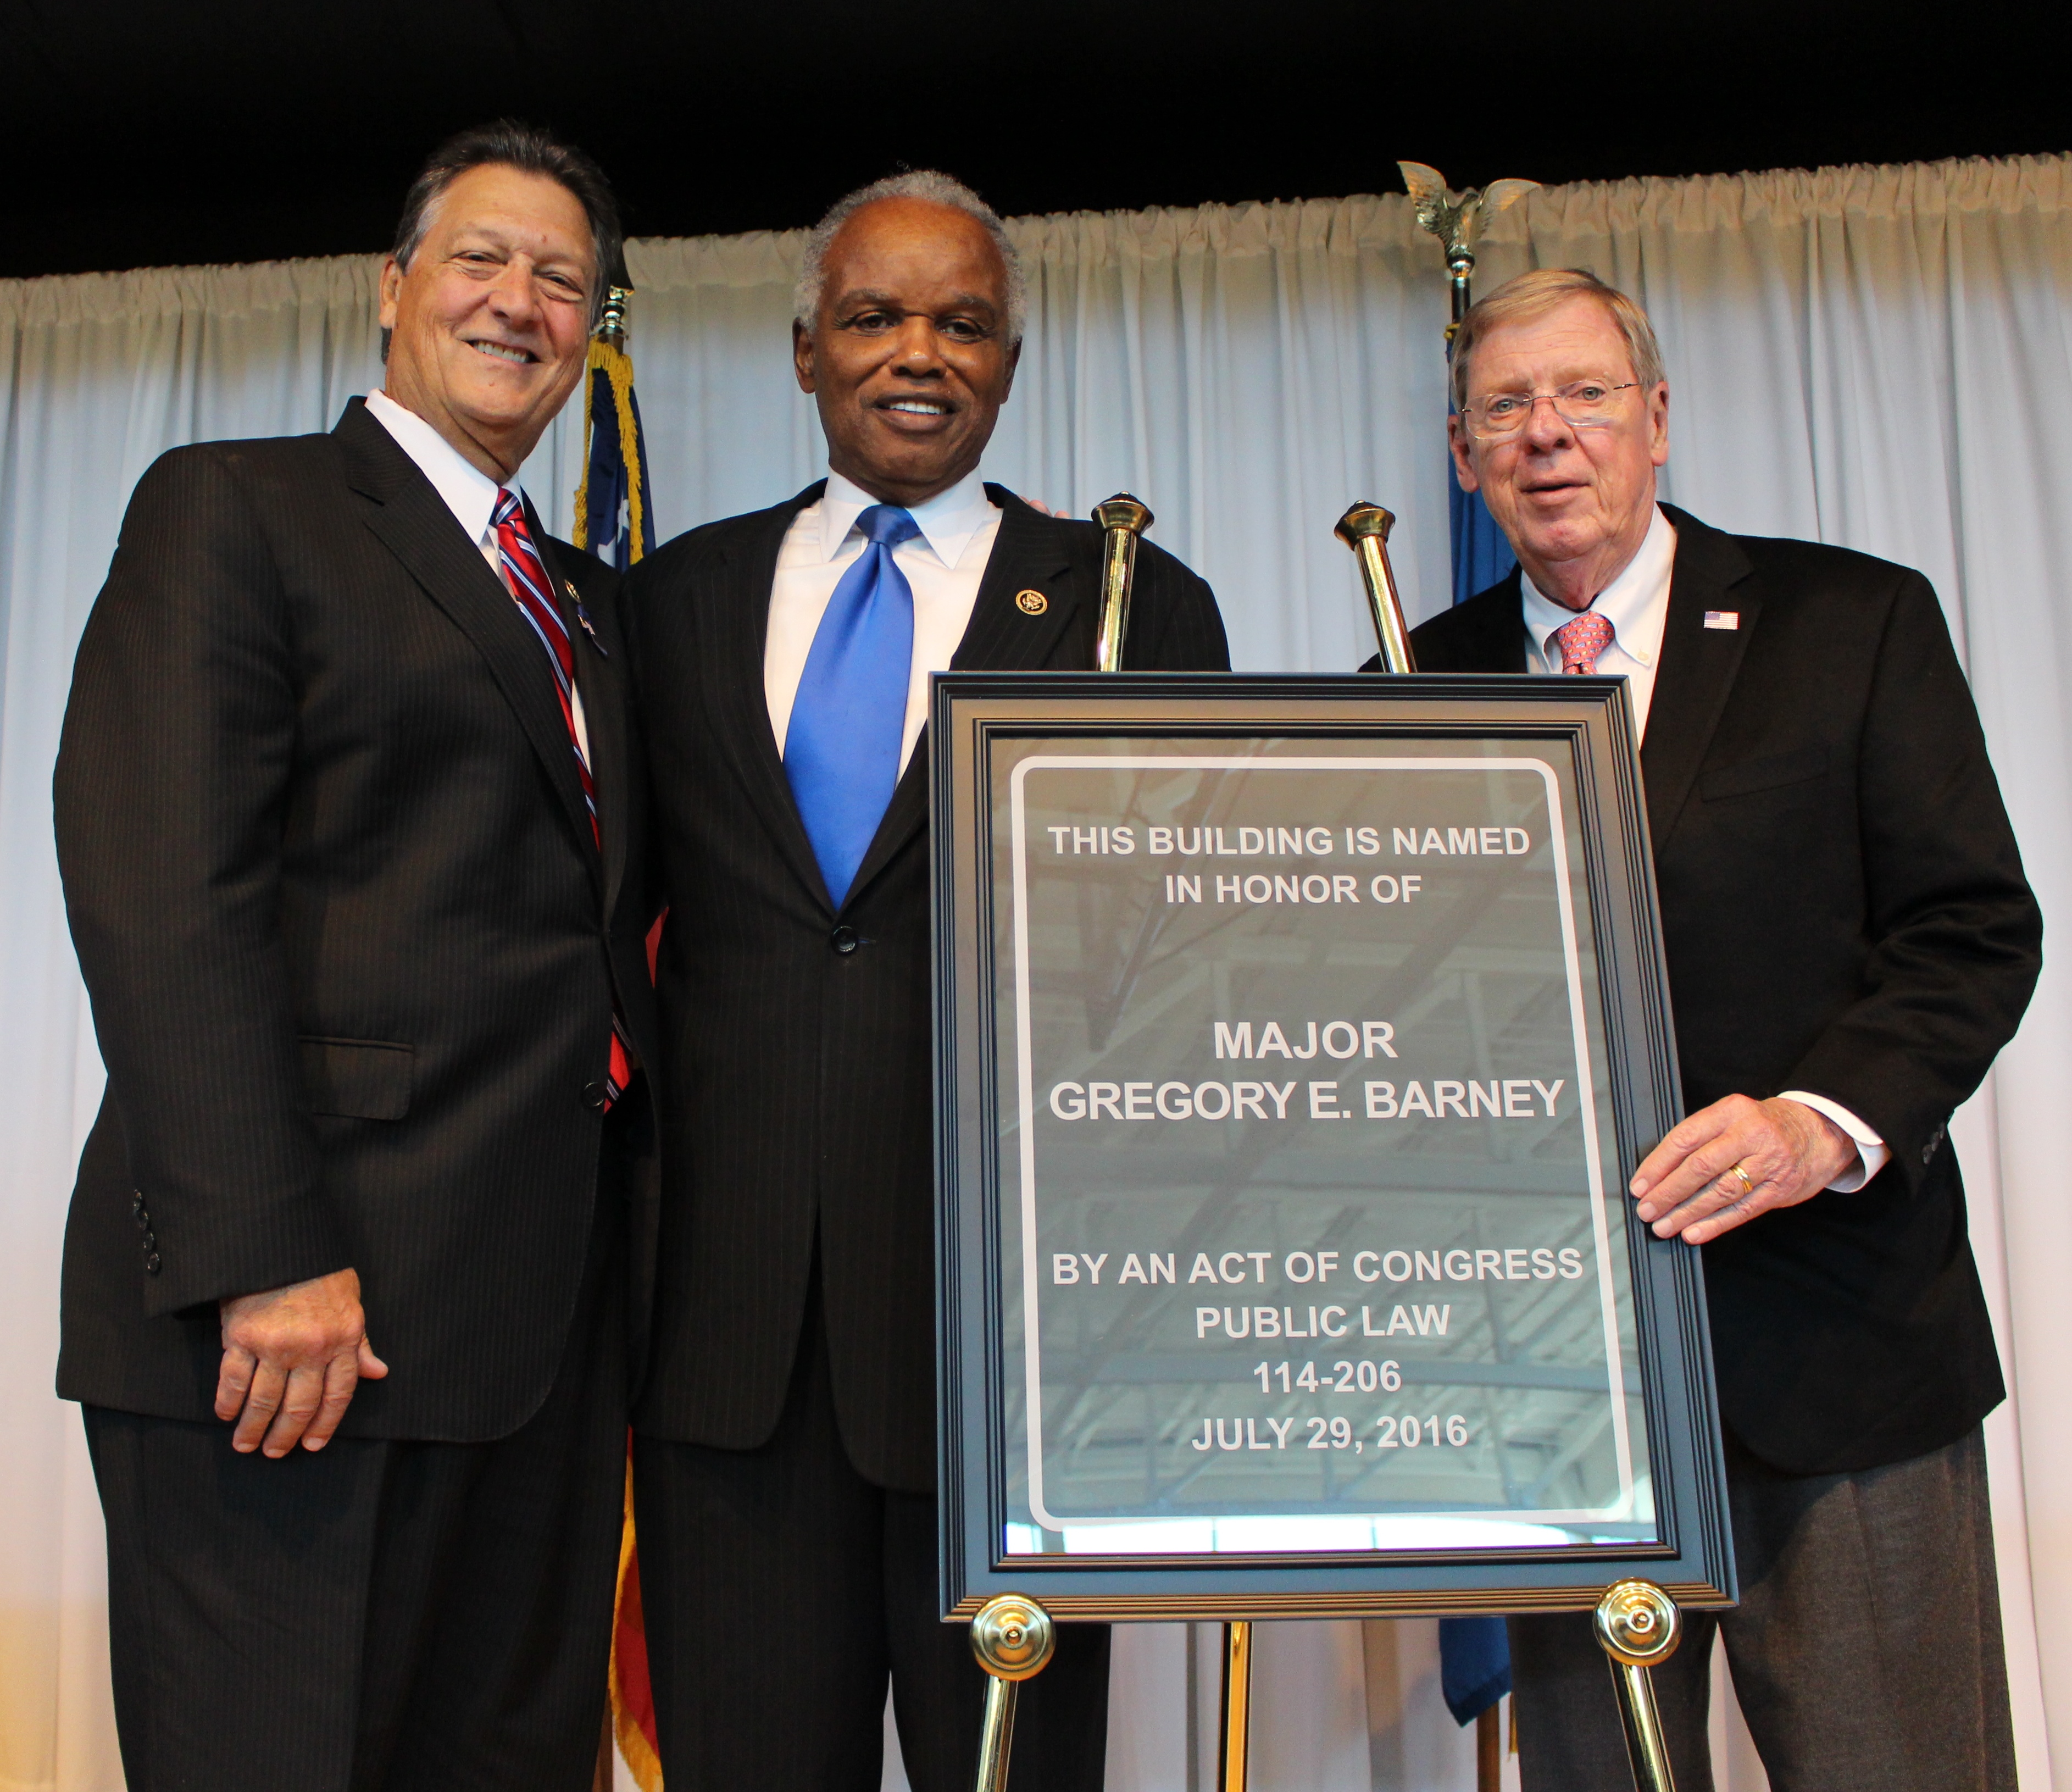 THIS BUILDING IS NAMED
IN HONOR OF
MAJOR
GREGORY E. BARNEY
BY AN ACT OF CONGRESS
PUBLIC LAW
114-206
JULY 29, 2016